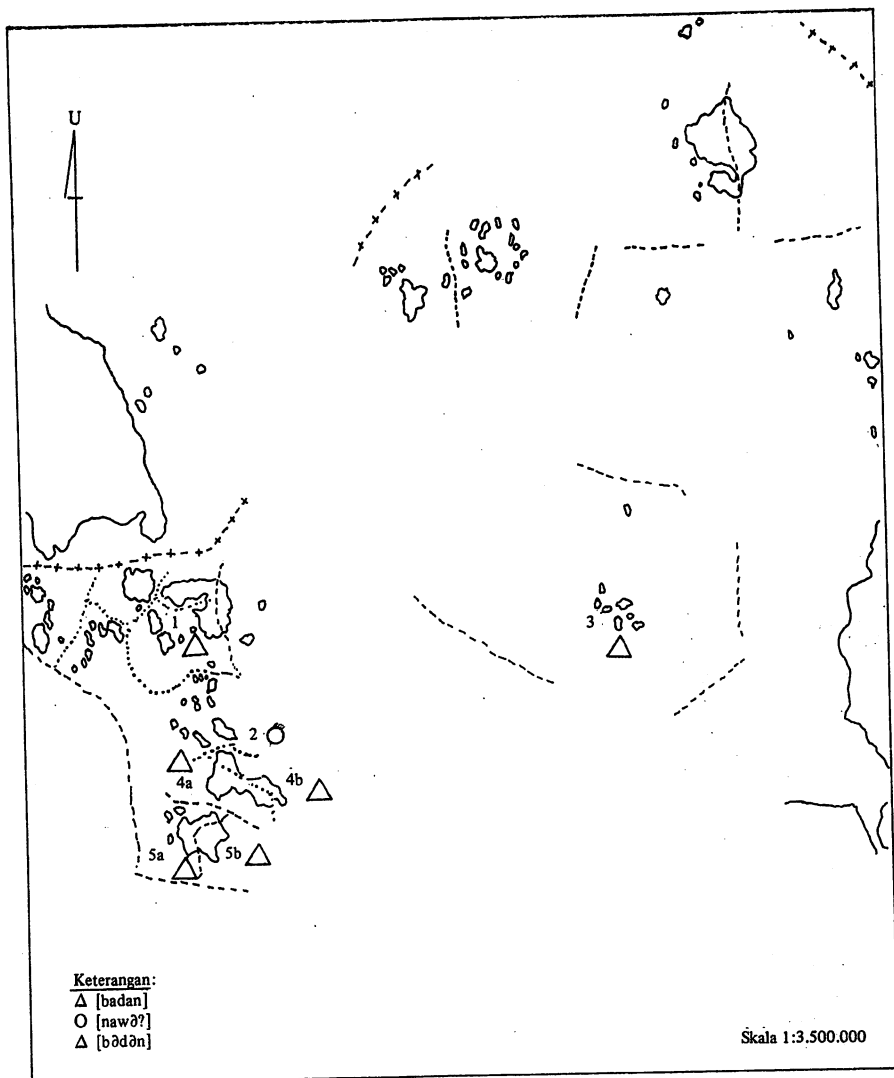 U
1
3
2
4a
4b
5a
5b
Keterangan:
△ [badan]
○ [nawə?]
△ [bədən]
Skala 1:3.500.000